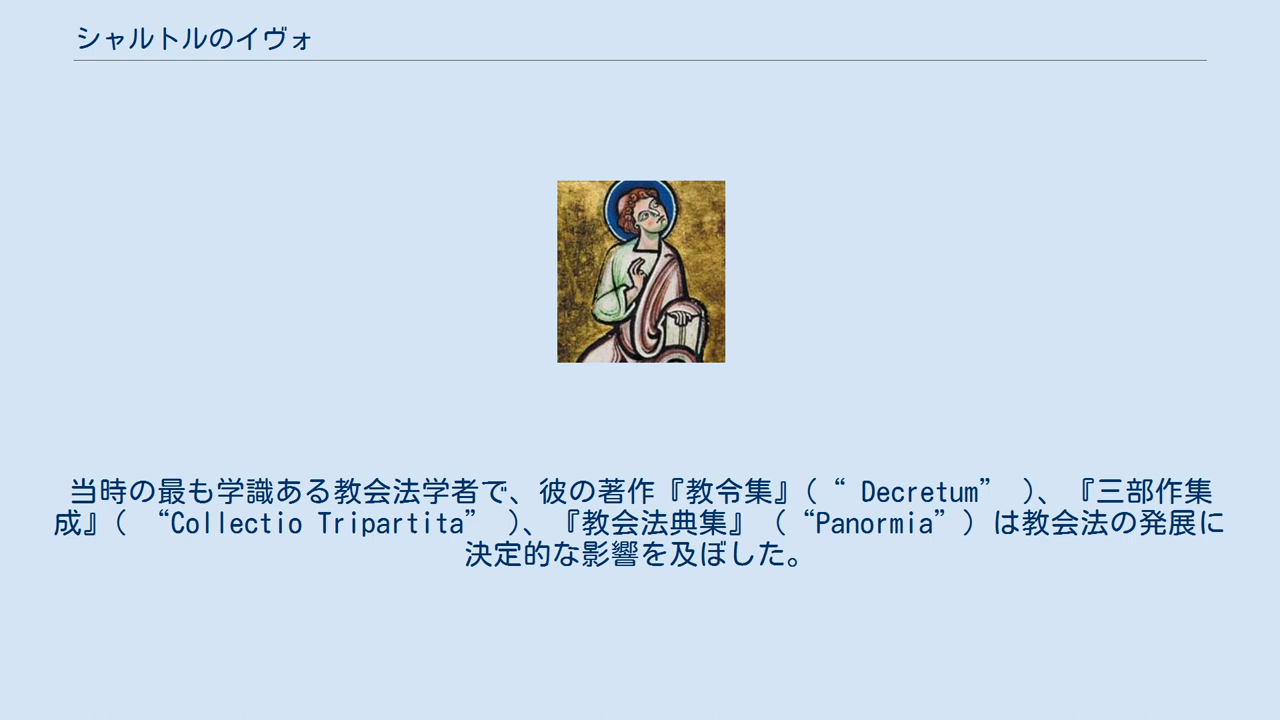 シャルトルのイヴォ
当時の最も学識ある教会法学者で、彼の著作『教令集』(“ Decretum” )、『三部作集
成』( “Collectio Tripartita” )、『教会法典集』 (“Panormia”) は教会法の発展に
決定的な影響を及ぼした。